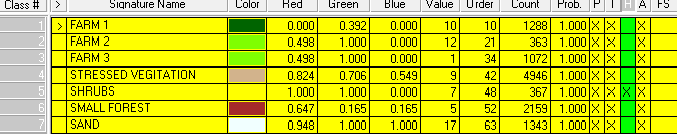 Class # > Signature Name Color Red Green Blue Value Order Count Prob. P I H A FS
1 > FARM 1 0.000 0.392 0.000 10 10 1288 1.000 X X X
2 FARM 2 0.498 1.000 0.000 12 21 363 1.000 X X X
3 FARM 3 0.498 1.000 0.000 1 34 1072 1.000 X X X
4 STRESSED VEGITATION 0.824 0.706 0.549 9 42 4946 1.000 X X X
5 SHRUBS 1.000 1.000 0.000 7 48 367 1.000 X X X X
6 SMALL FOREST 0.647 0.165 0.165 5 52 2159 1.000 X X X
7 SAND 0.948 1.000 1.000 17 63 1343 1.000 X X X